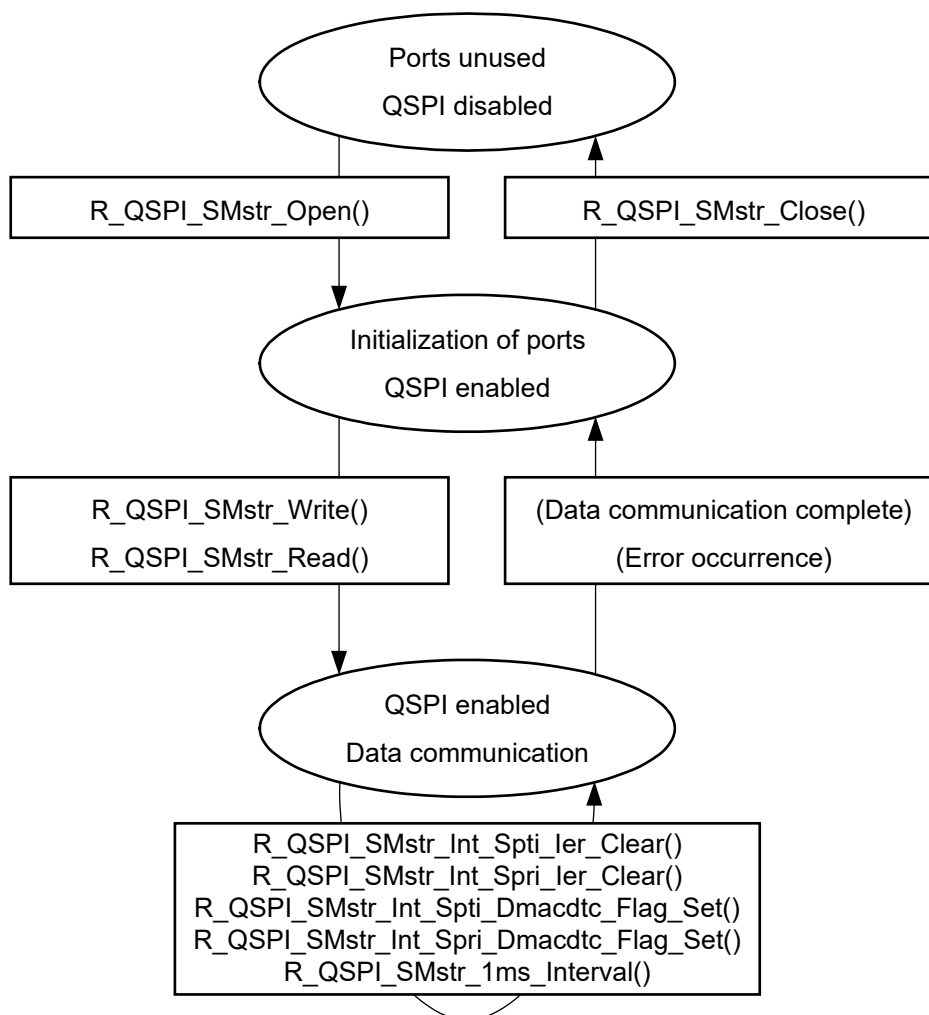 Ports unused
QSPI disabled
R_QSPI_SMstr_Open()
R_QSPI_SMstr_Close()
Initialization of ports
QSPI enabled
R_QSPI_SMstr_Write()
R_QSPI_SMstr_Read()
(Data communication complete)
(Error occurrence)
QSPI enabled
Data communication
R_QSPI_SMstr_Int_Spti_Ier_Clear()
R_QSPI_SMstr_Int_Spri_Ier_Clear()
R_QSPI_SMstr_Int_Spti_Dmacdtc_Flag_Set()
R_QSPI_SMstr_Int_Spri_Dmacdtc_Flag_Set()
R_QSPI_SMstr_1ms_Interval()